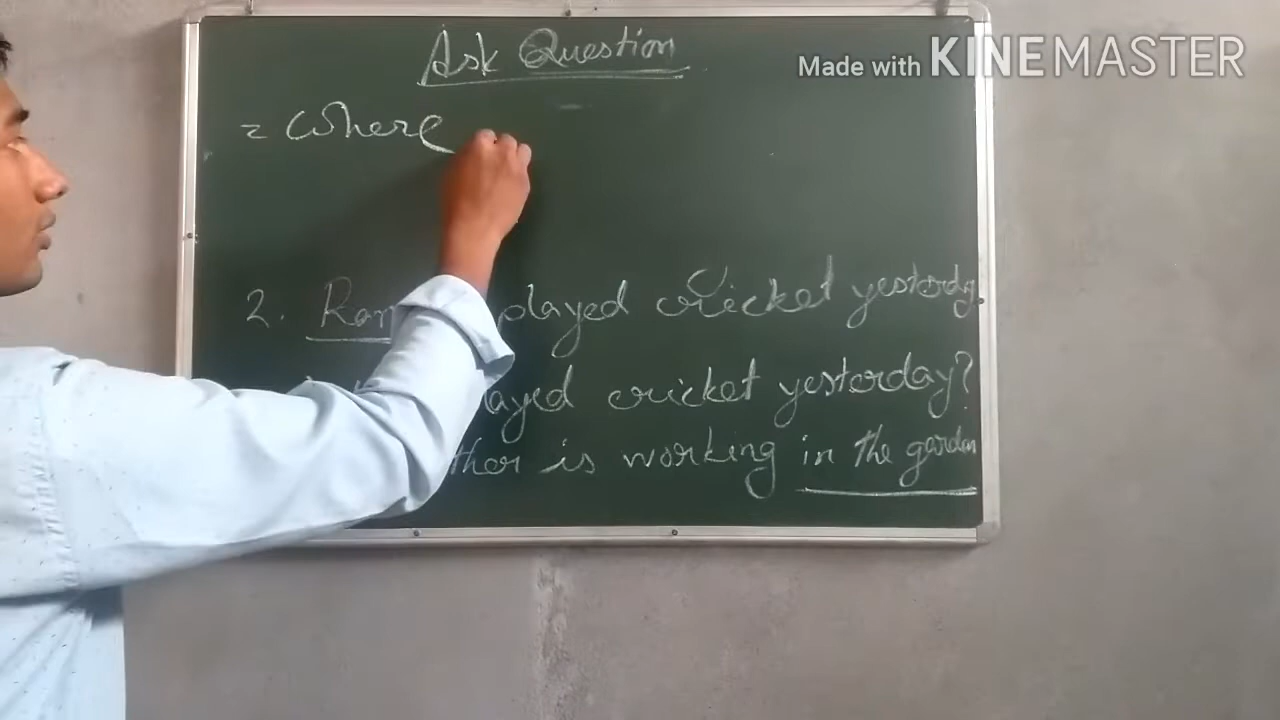 Ask Question
Made with KINEMASTER
= Where
2. Ram played cricket yesterday
played cricket yesterday?
is working in the garden